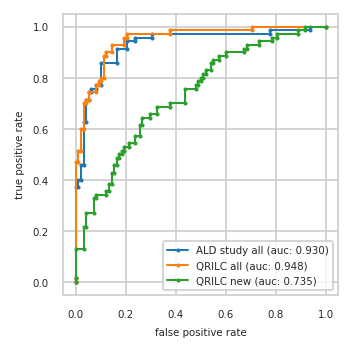 1.0
0.8
0.6
0.4
0.2
0.0
true positive rate
ALD study all (auc: 0.930)
QRILC all (auc: 0.948)
QRILC new (auc: 0.735)
0.0 0.2 0.4 0.6 0.8 1.0
false positive rate